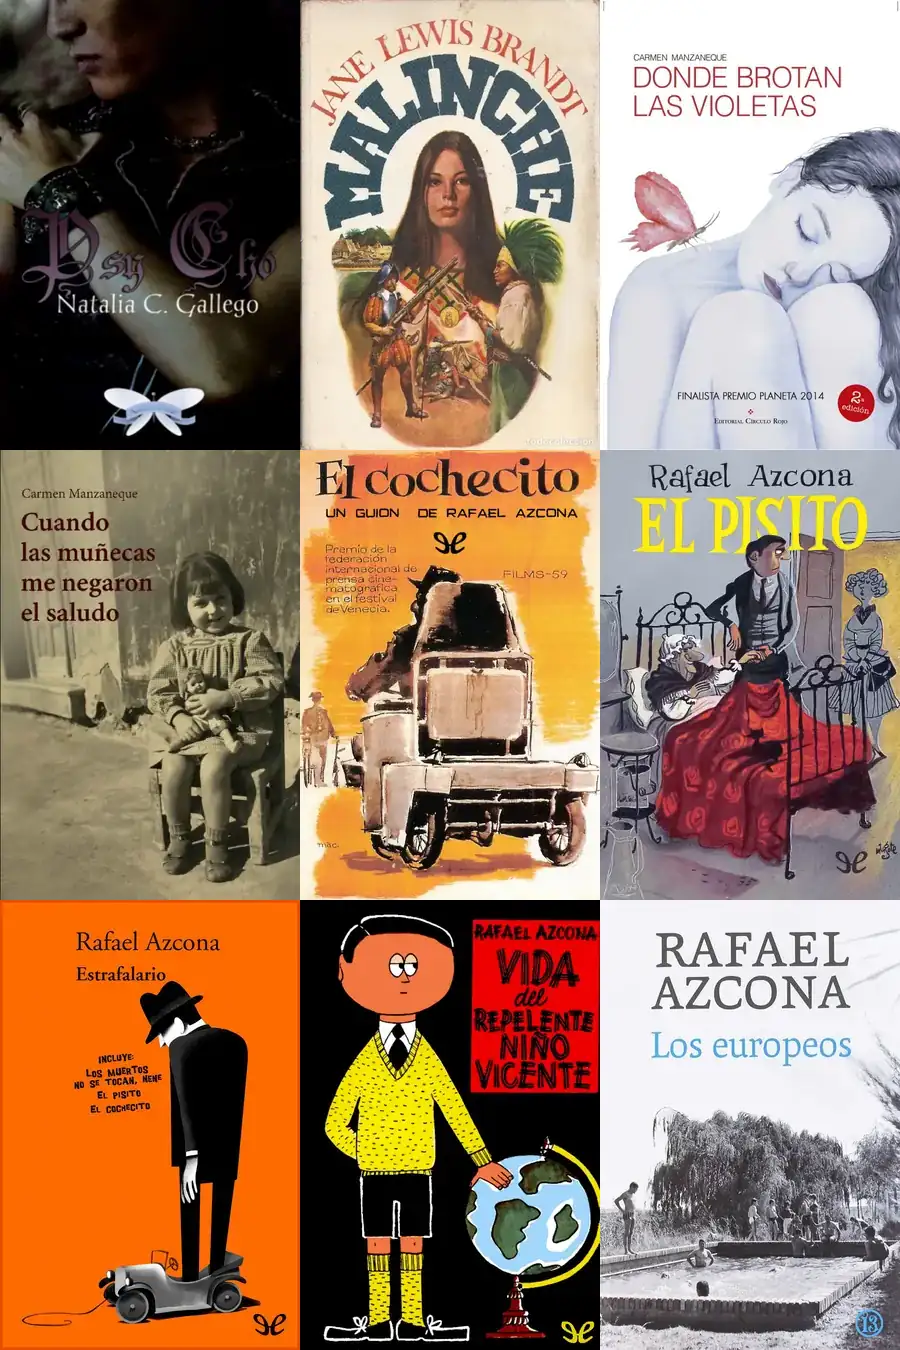 Psy Cho
Natalia C. Gallego
JANE LEWIS BRANDT
MALINCHE
todocoleccion
CARMEN MANZANEQUE
DONDE BROTAN
LAS VIOLETAS
FINALISTA PREMIO PLANETA 2014
EDITORIAL CÍRCULO ROJO
2ª
edición
Carmen Manzaneque
Cuando
las muñecas
me negaron
el saludo
El cochecito
UN GUION DE RAFAEL AZCONA
Premio de la
federación
internacional de
prensa cine-
matográfica
en el festival
de Venecia.
FILMS-59
mac.
Rafael Azcona
EL PISITO
Rafael Azcona
Estrafalario
INCLUYE:
LOS MUERTOS
NO SE TOCAN, NENE
EL PISITO
EL COCHECITO
RAFAEL AZCONA
VIDA
del
REPELENTE
NIÑO
VICENTE
RAFAEL
AZCONA
Los europeos
13